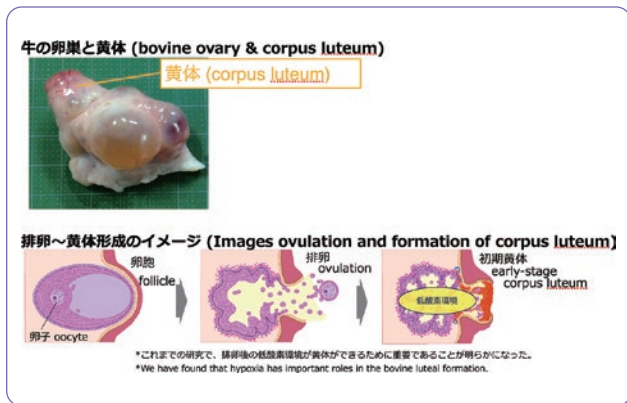 牛の卵巣と黄体 (bovine ovary & corpus luteum)
黄体 (corpus luteum)
排卵～黄体形成のイメージ (Images ovulation and formation of corpus luteum)
卵胞
follicle
卵子 oocyte
排卵
ovulation
初期黄体
early-stage
corpus luteum
低酸素環境
*これまでの研究で、排卵後の低酸素環境が黄体ができるために重要であることが明らかになった。
*We have found that hypoxia has important roles in the bovine luteal formation.